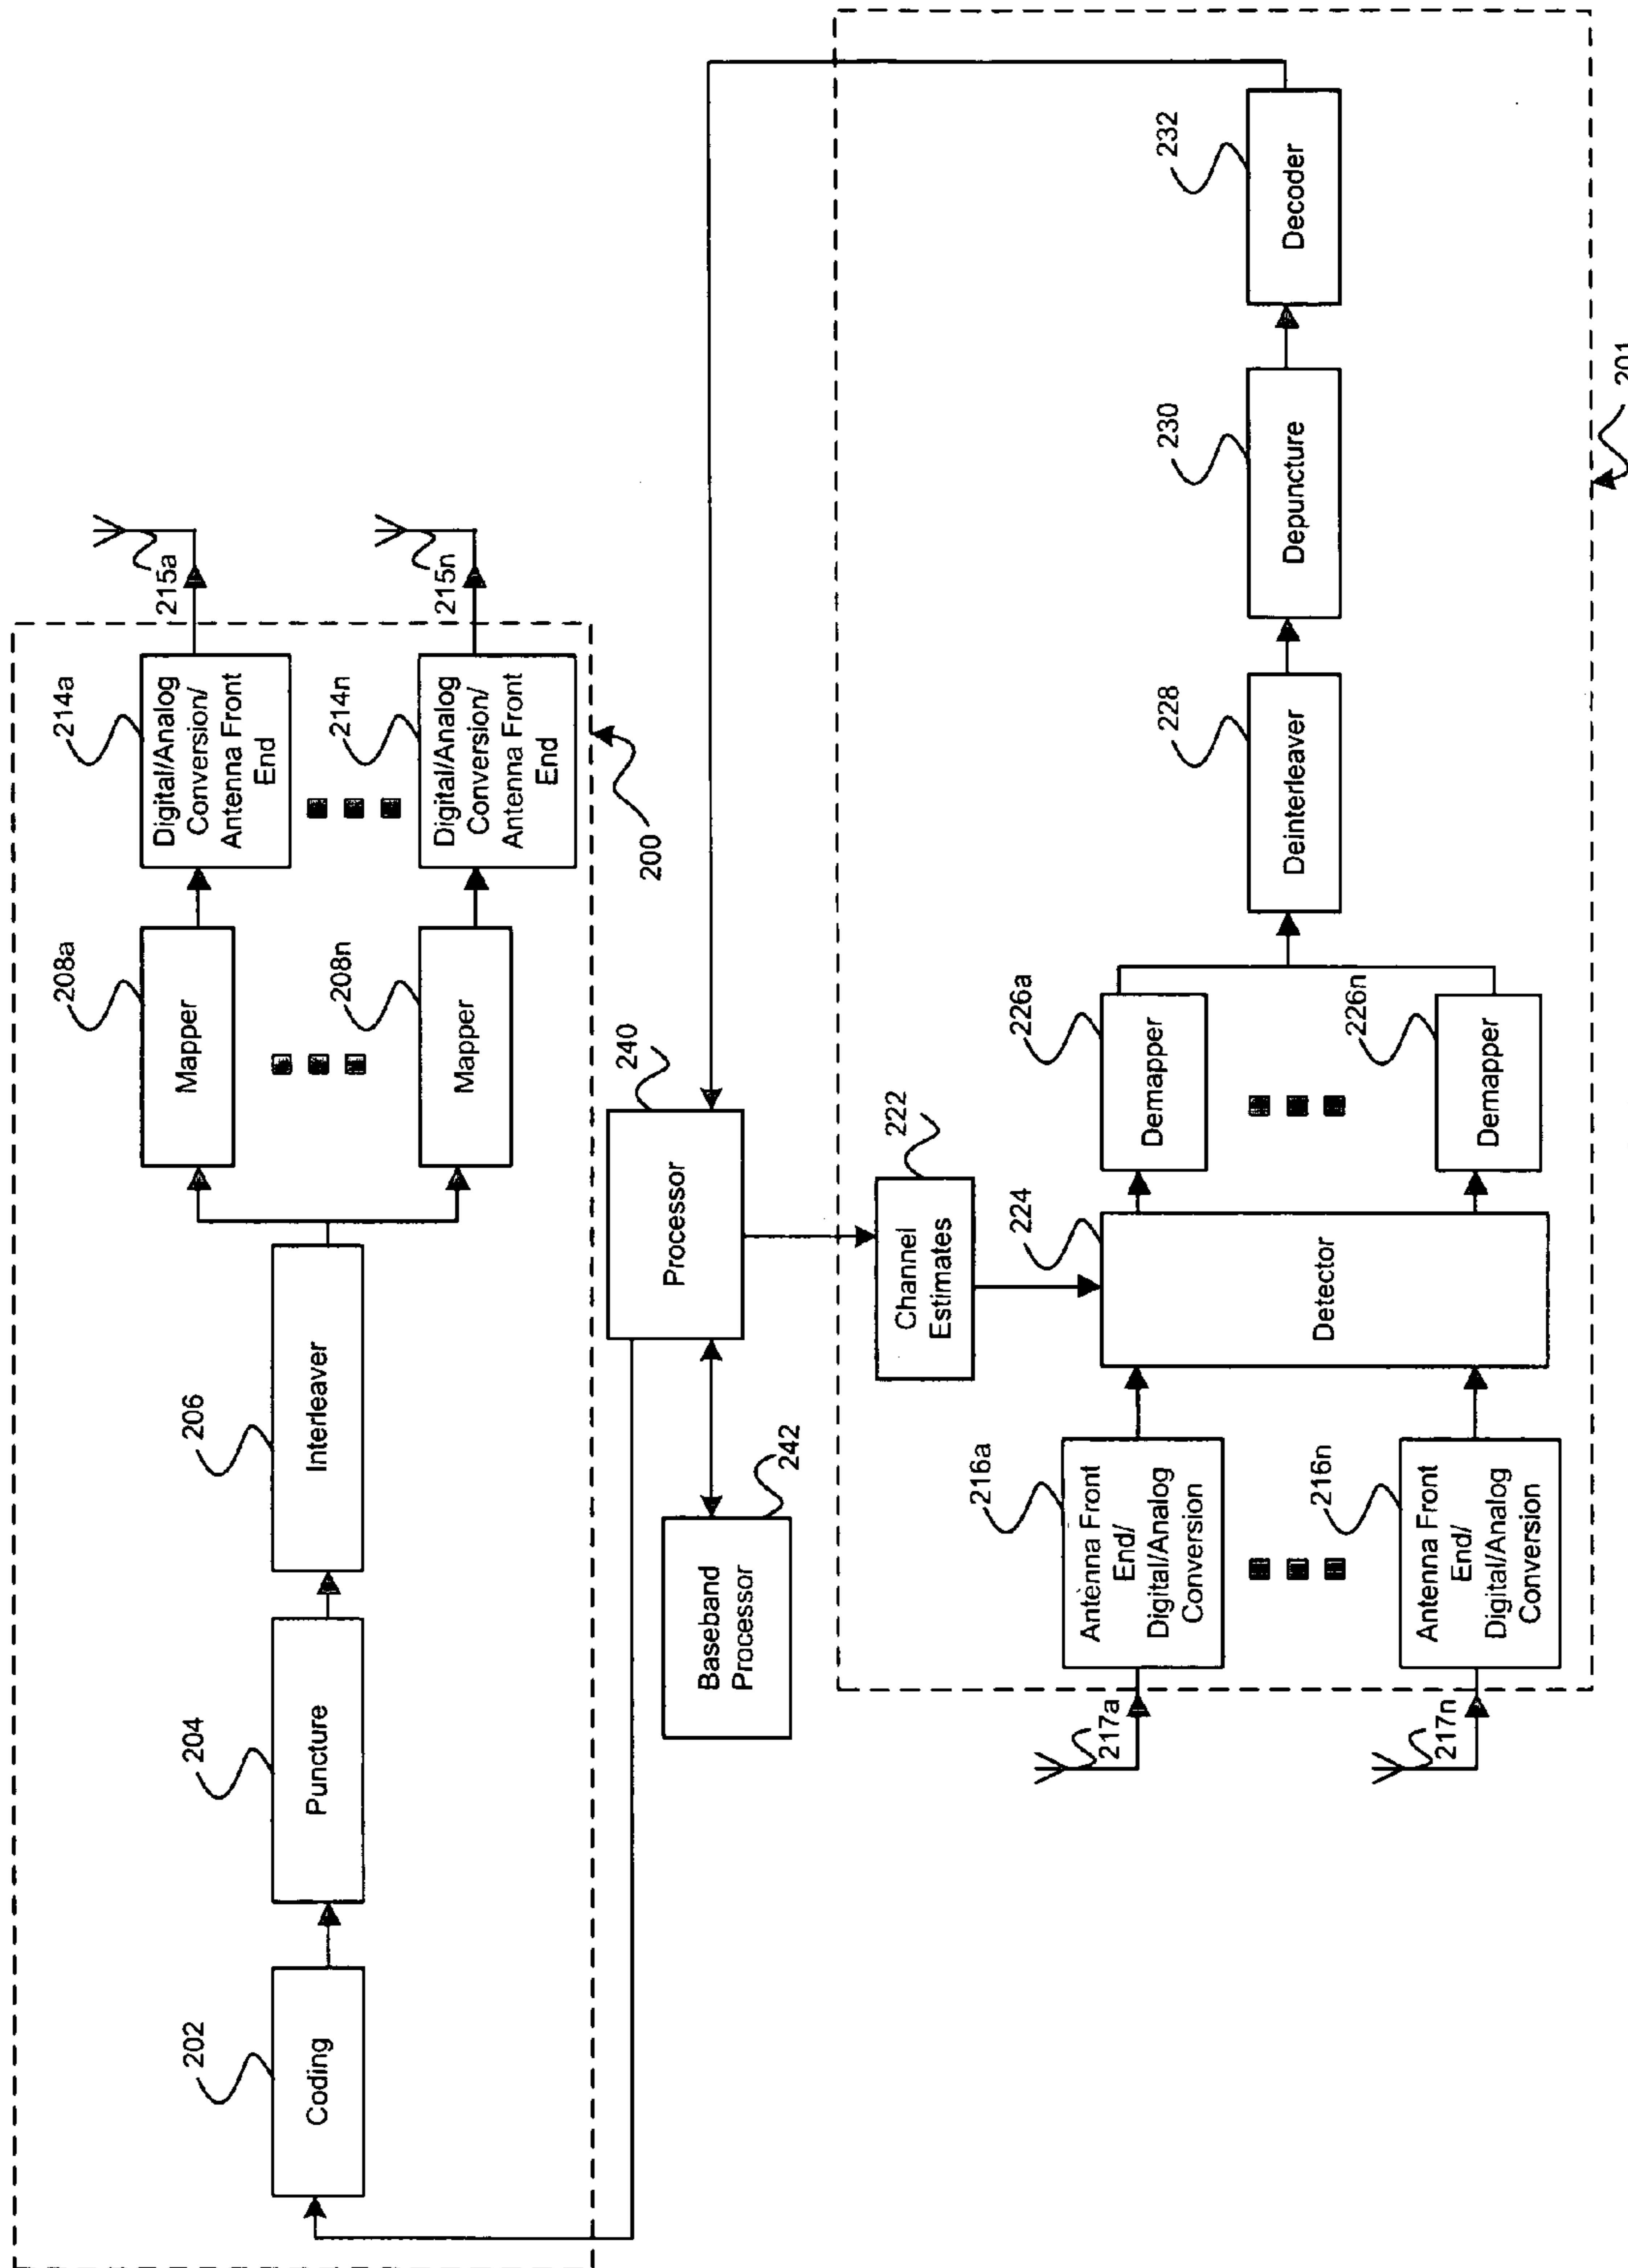 202
Coding
204
Puncture
206
Interleaver
208a
Mapper
208n
Mapper
214a
Digital/Analog
Conversion/
Antenna Front
End
214n
Digital/Analog
Conversion/
Antenna Front
End
215a
215n
200
240
Processor
242
Baseband
Processor
222
Channel
Estimates
217a
217n
216a
Antenna Front
End/
Digital/Analog
Conversion
216n
Antenna Front
End/
Digital/Analog
Conversion
224
Detector
226a
Demapper
226n
Demapper
228
Deinterleaver
230
Depuncture
232
Decoder
201